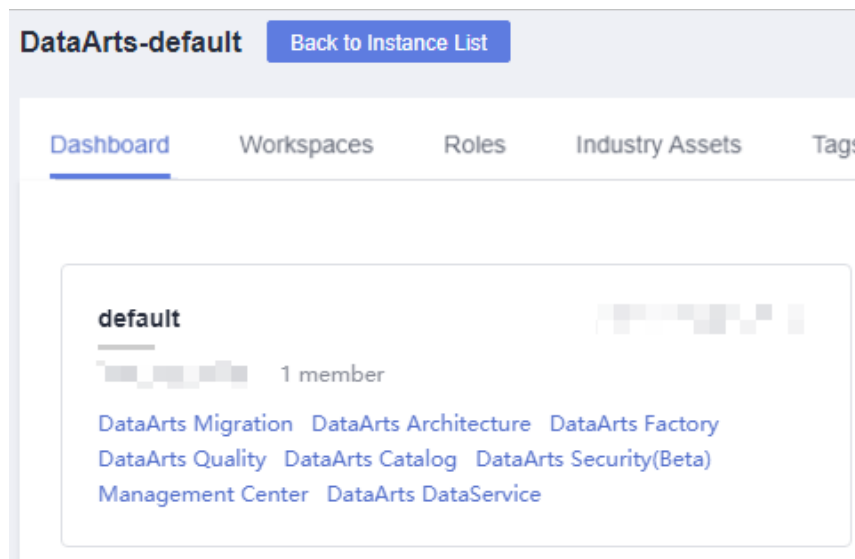 DataArts-default Back to Instance List
Dashboard Workspaces Roles Industry Assets Tags
default
1 member
DataArts Migration DataArts Architecture DataArts Factory
DataArts Quality DataArts Catalog DataArts Security(Beta)
Management Center DataArts DataService